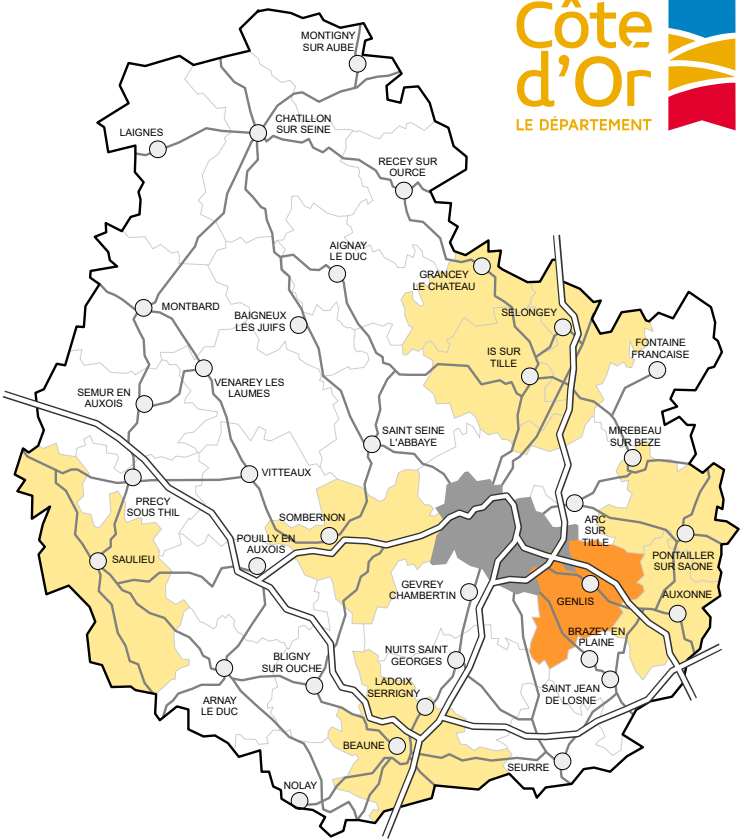 Côte
d'Or
LE DÉPARTEMENT
MONTIGNY
SUR AUBE
CHATILLON
SUR SEINE
LAIGNES
RECEY SUR
OURCE
AIGNAY
LE DUC
GRANCEY
LE CHATEAU
MONTBARD
BAIGNEUX
LES JUIFS
SELONGEY
FONTAINE
FRANCAISE
IS SUR
TILLE
VENAREY LES
LAUMES
SEMUR EN
AUXOIS
SAINT SEINE
L'ABBAYE
MIREBEAU
SUR BEZE
VITTEAUX
PRECY
SOUS THIL
SOMBERNON
ARC
SUR
TILLE
POUILLY EN
AUXOIS
SAULIEU
PONTAILLER
SUR SAONE
GEVREY
CHAMBERTIN
GENLIS
AUXONNE
BRAZEY EN
PLAINE
NUITS SAINT
GEORGES
BLIGNY
SUR OUCHE
LADOIX
SERRIGNY
SAINT JEAN
DE LOSNE
ARNAY
LE DUC
BEAUNE
SEURRE
NOLAY